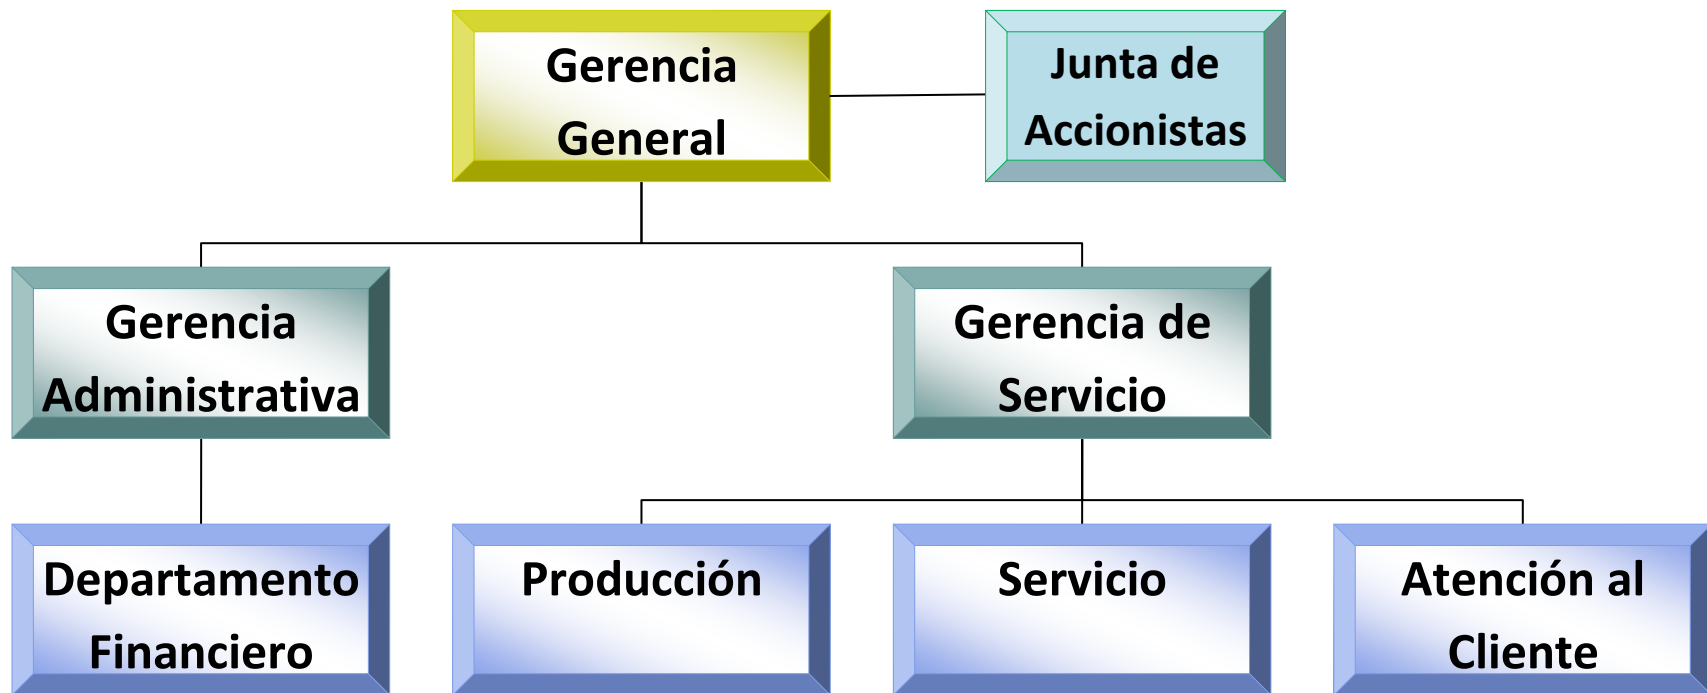 Gerencia
General
Junta de
Accionistas
Gerencia
Administrativa
Gerencia de
Servicio
Departamento
Financiero
Producción
Servicio
Atención al
Cliente